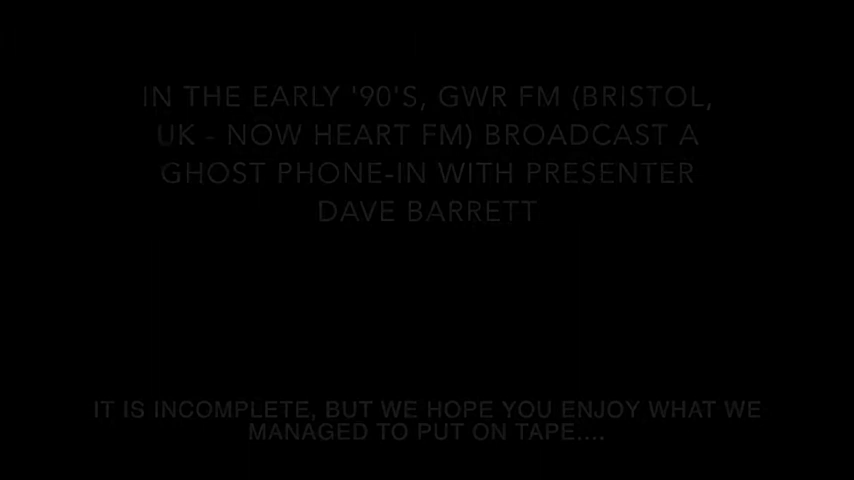 IN THE EARLY '90'S, GWR FM (BRISTOL,
UK - NOW HEART FM) BROADCAST A
GHOST PHONE-IN WITH PRESENTER
DAVE BARRETT
IT IS INCOMPLETE, BUT WE HOPE YOU ENJOY WHAT WE
MANAGED TO PUT ON TAPE....